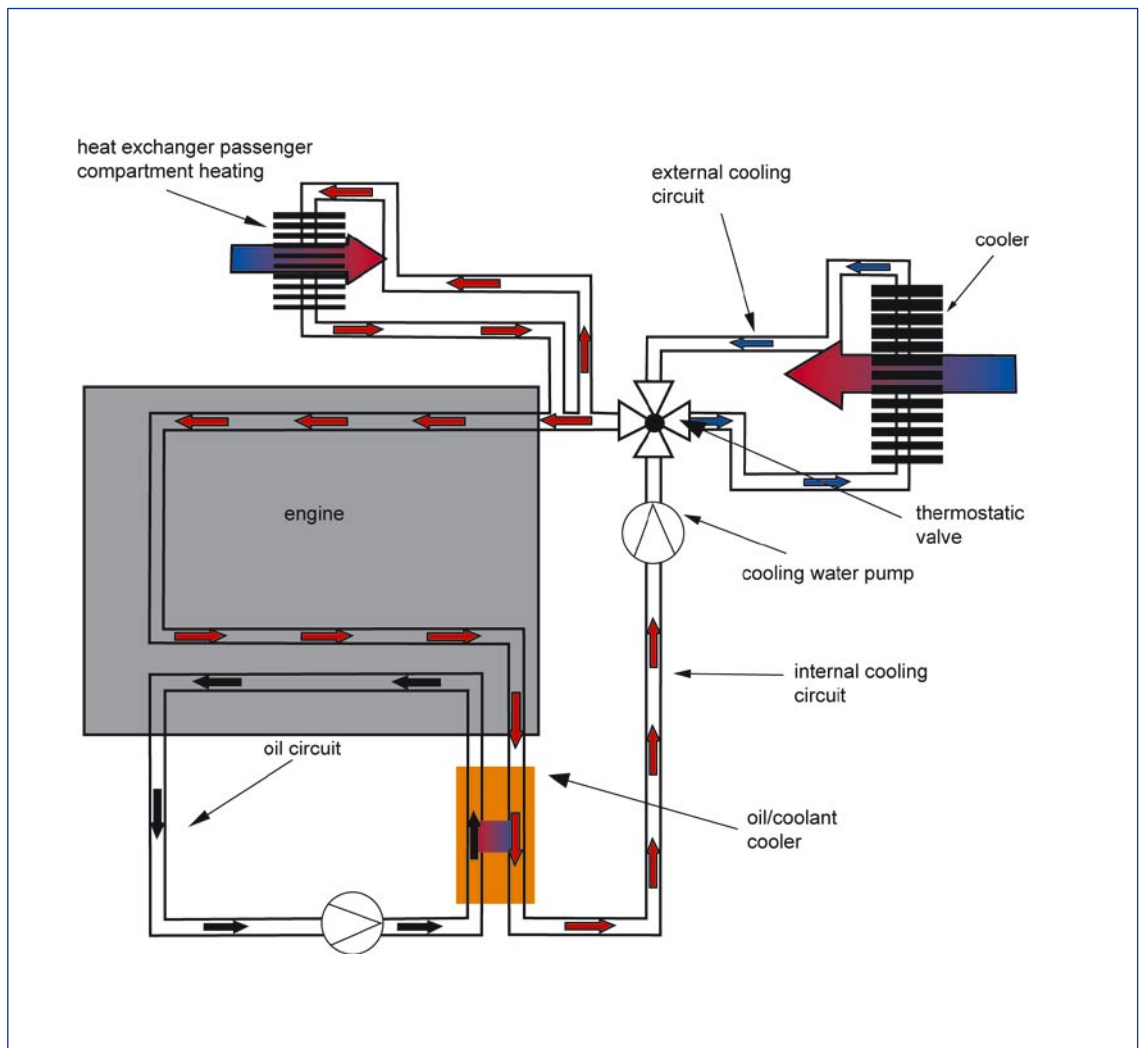 heat exchanger passenger
compartment heating
external cooling
circuit
cooler
engine
thermostatic
valve
cooling water pump
internal cooling
circuit
oil circuit
oil/coolant
cooler